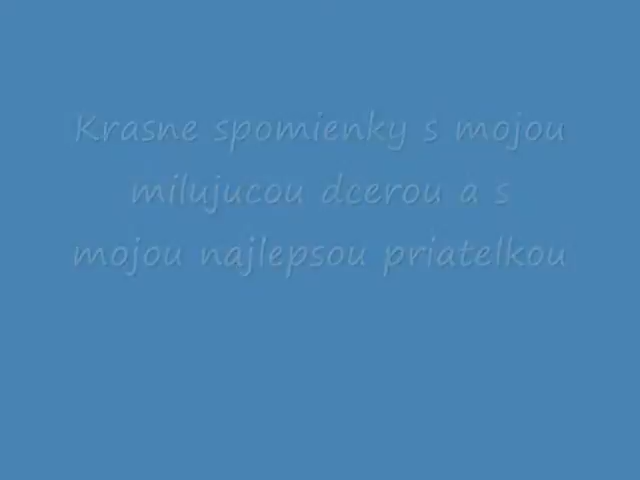 Krasne spomienky s mojou
milujucou dcerou a s
mojou najlepsou priatelkou